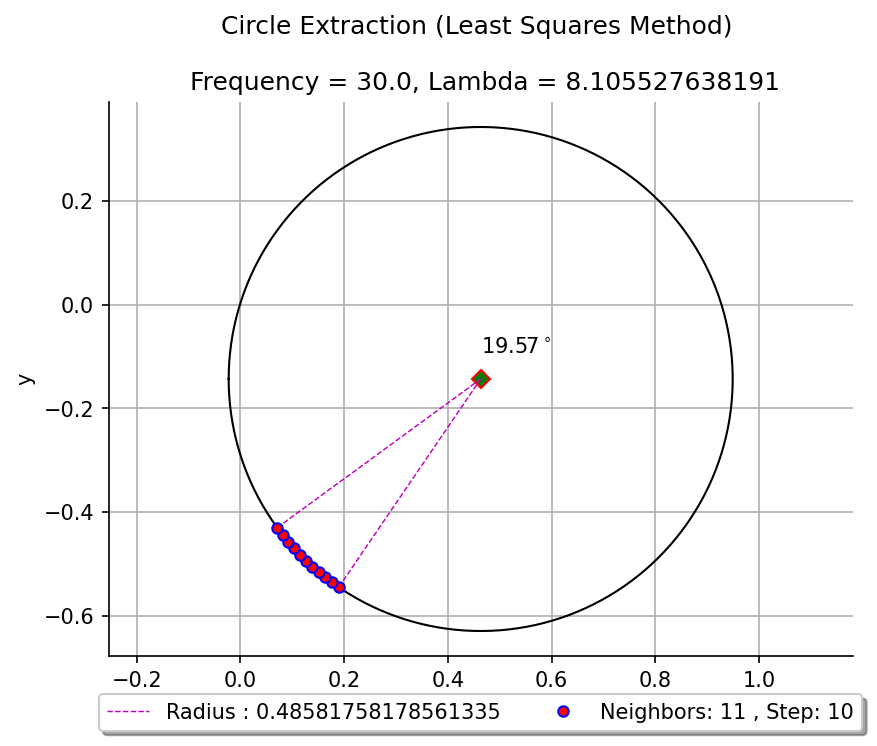 Circle Extraction (Least Squares Method)
Frequency = 30.0, Lambda = 8.105527638191
0.2
0.0
−0.2
−0.4
−0.6
y
19.57°
−0.2 0.0 0.2 0.4 0.6 0.8 1.0
Radius : 0.48581758178561335 Neighbors: 11 , Step: 10